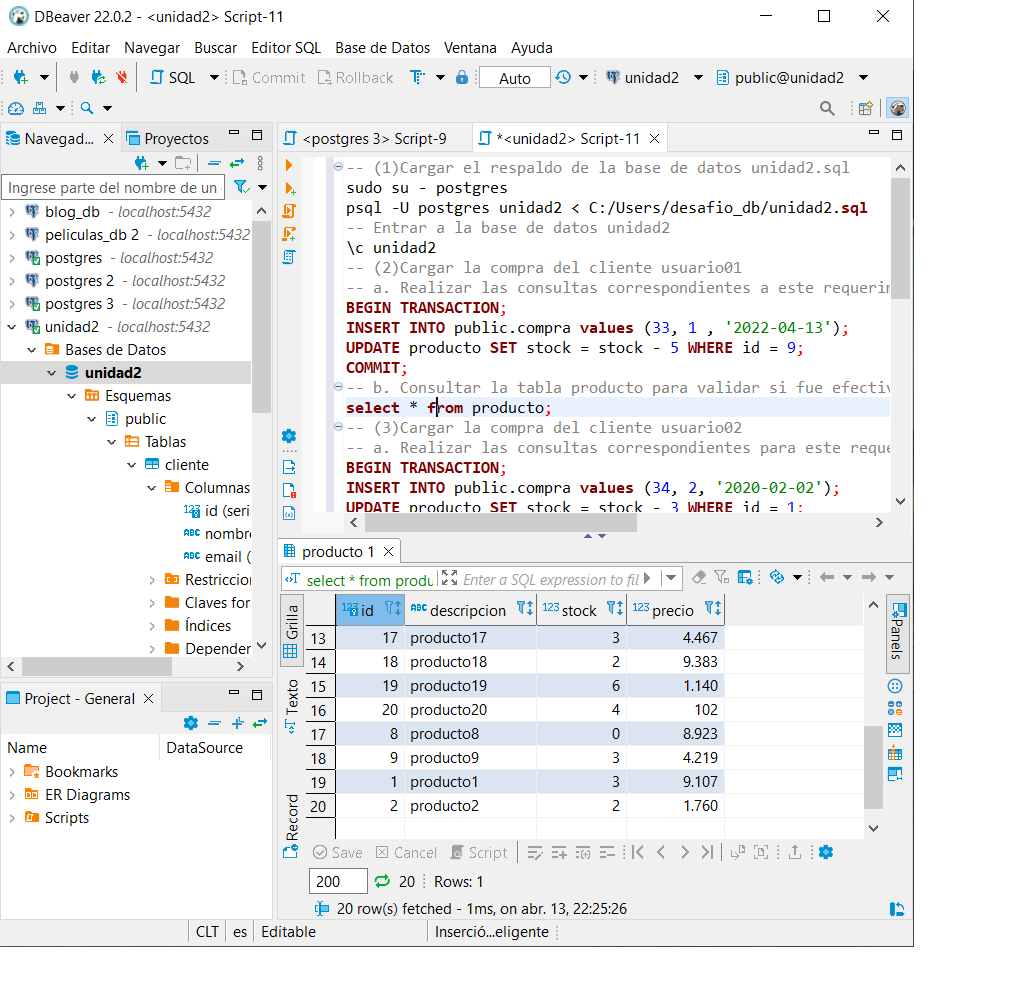 DBeaver 22.0.2 - <unidad2> Script-11
Archivo Editar Navegar Buscar Editor SQL Base de Datos Ventana Ayuda
SQL Commit Rollback Auto unidad2 public@unidad2
Navegad... Proyectos
Ingrese parte del nombre de un
blog_db - localhost:5432
peliculas_db 2 - localhost:5432
postgres - localhost:5432
postgres 2 - localhost:5432
postgres 3 - localhost:5432
unidad2 - localhost:5432
Bases de Datos
unidad2
Esquemas
public
Tablas
cliente
Columnas
123 id (seri
ABC nombre
ABC email (
Restriccion
Claves for
Índices
Depender
Project - General
Name DataSource
Bookmarks
ER Diagrams
Scripts
<postgres 3> Script-9 *<unidad2> Script-11
-- (1)Cargar el respaldo de la base de datos unidad2.sql
sudo su - postgres
psql -U postgres unidad2 < C:/Users/desafio_db/unidad2.sql
-- Entrar a la base de datos unidad2
\c unidad2
-- (2)Cargar la compra del cliente usuario01
-- a. Realizar las consultas correspondientes a este requerin
BEGIN TRANSACTION;
INSERT INTO public.compra values (33, 1 , '2022-04-13');
UPDATE producto SET stock = stock - 5 WHERE id = 9;
COMMIT;
-- b. Consultar la tabla producto para validar si fue efectiv
select * from producto;
-- (3)Cargar la compra del cliente usuario02
-- a. Realizar las consultas correspondientes para este reque
BEGIN TRANSACTION;
INSERT INTO public.compra values (34, 2, '2020-02-02');
UPDATE producto SET stock = stock - 3 WHERE id = 1;
producto 1
select * from produ Enter a SQL expression to fil
Grilla
Texto
Record
123 id ABC descripcion 123 stock 123 precio
13 17 producto17 3 4.467
14 18 producto18 2 9.383
15 19 producto19 6 1.140
16 20 producto20 4 102
17 8 producto8 0 8.923
18 9 producto9 3 4.219
19 1 producto1 3 9.107
20 2 producto2 2 1.760
Panels
Save Cancel Script
200 20 Rows: 1
20 row(s) fetched - 1ms, on abr. 13, 22:25:26
CLT es Editable Inserció...eligente